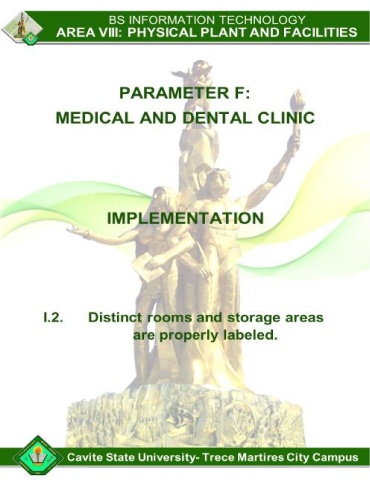 BS INFORMATION TECHNOLOGY
AREA VIII: PHYSICAL PLANT AND FACILITIES
PARAMETER F:
MEDICAL AND DENTAL CLINIC
IMPLEMENTATION
I.2. Distinct rooms and storage areas
are properly labeled.
Cavite State University- Trece Martires City Campus